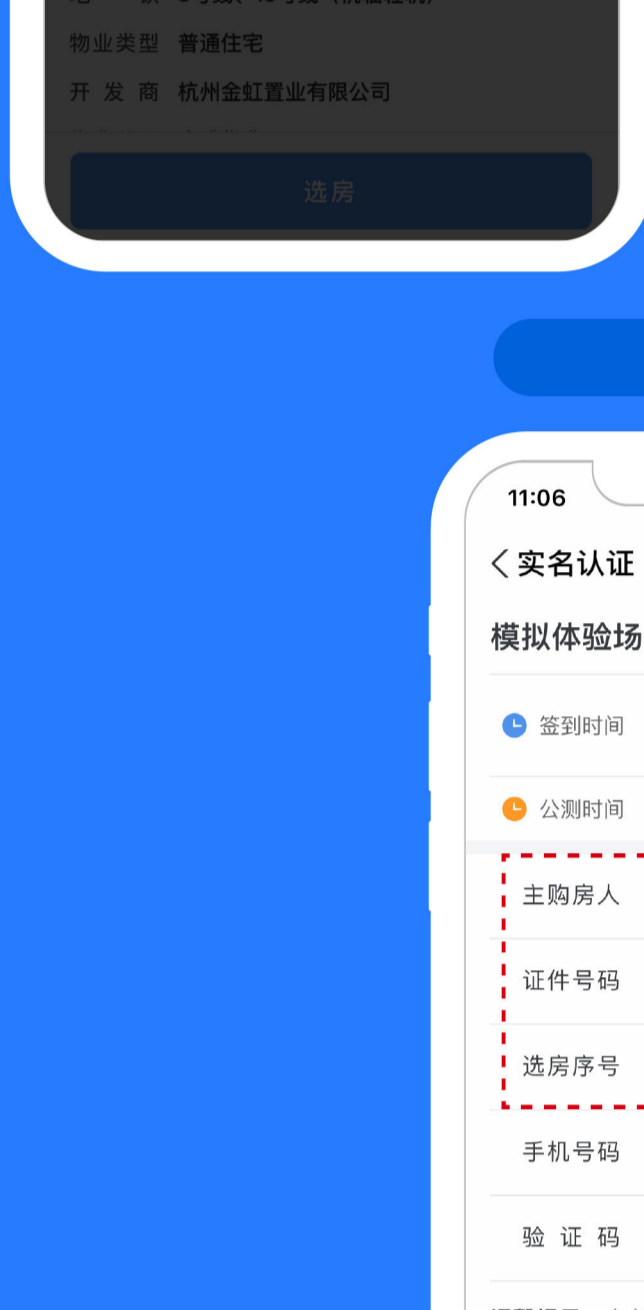 物业类型 普通住宅
开 发 商 杭州金虹置业有限公司
选房
11:06
实名认证
模拟体验场
签到时间
公测时间
主购房人
证件号码
选房序号
手机号码
验 证 码